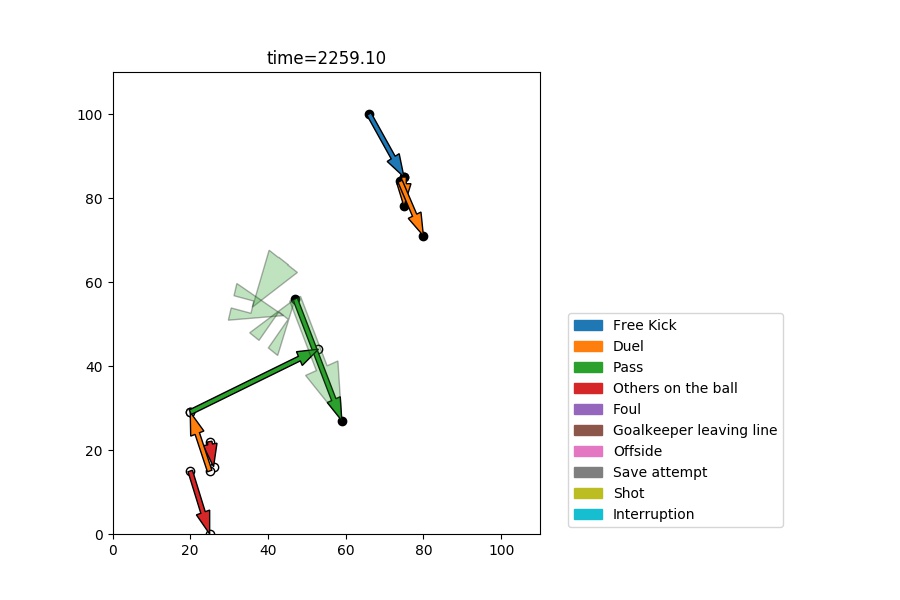 time=2259.10
100
80
60
40
20
0
0 20 40 60 80 100
Free Kick
Duel
Pass
Others on the ball
Foul
Goalkeeper leaving line
Offside
Save attempt
Shot
Interruption